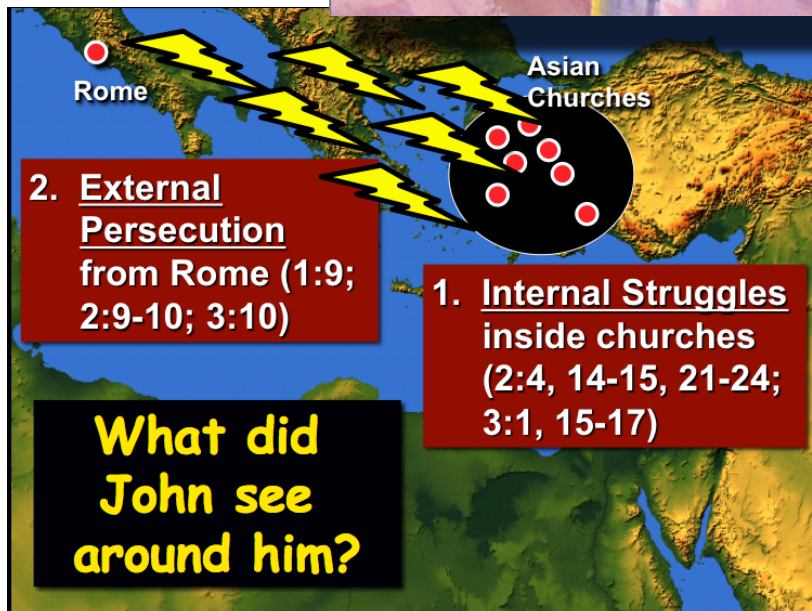 Rome
Asian
Churches
2. External
Persecution
from Rome (1:9;
2:9-10; 3:10)
1. Internal Struggles
inside churches
(2:4, 14-15, 21-24;
3:1, 15-17)
What did
John see
around him?